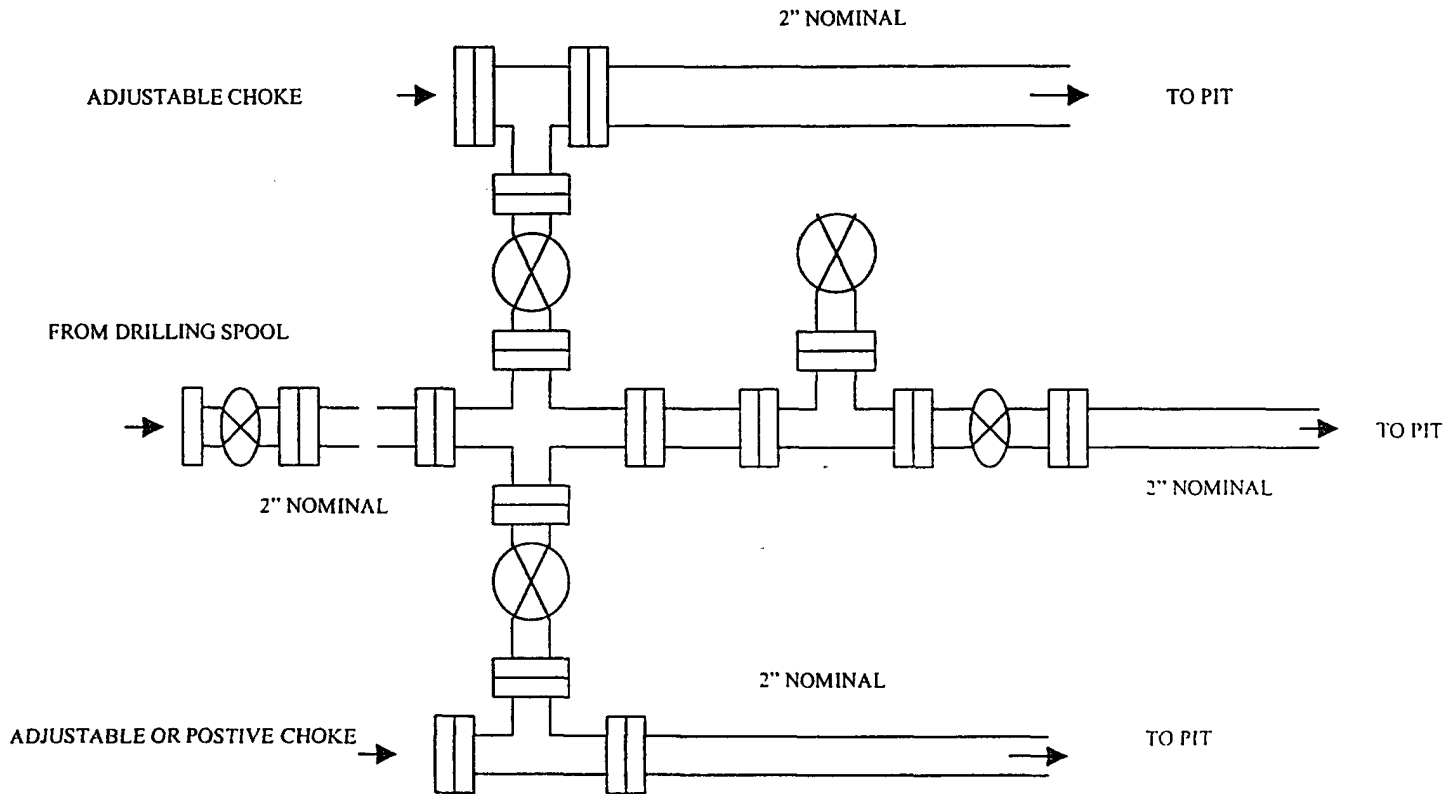 2” NOMINAL
ADJUSTABLE CHOKE
TO PIT
FROM DRILLING SPOOL
TO PIT
2” NOMINAL
2” NOMINAL
2” NOMINAL
ADJUSTABLE OR POSTIVE CHOKE
TO PIT